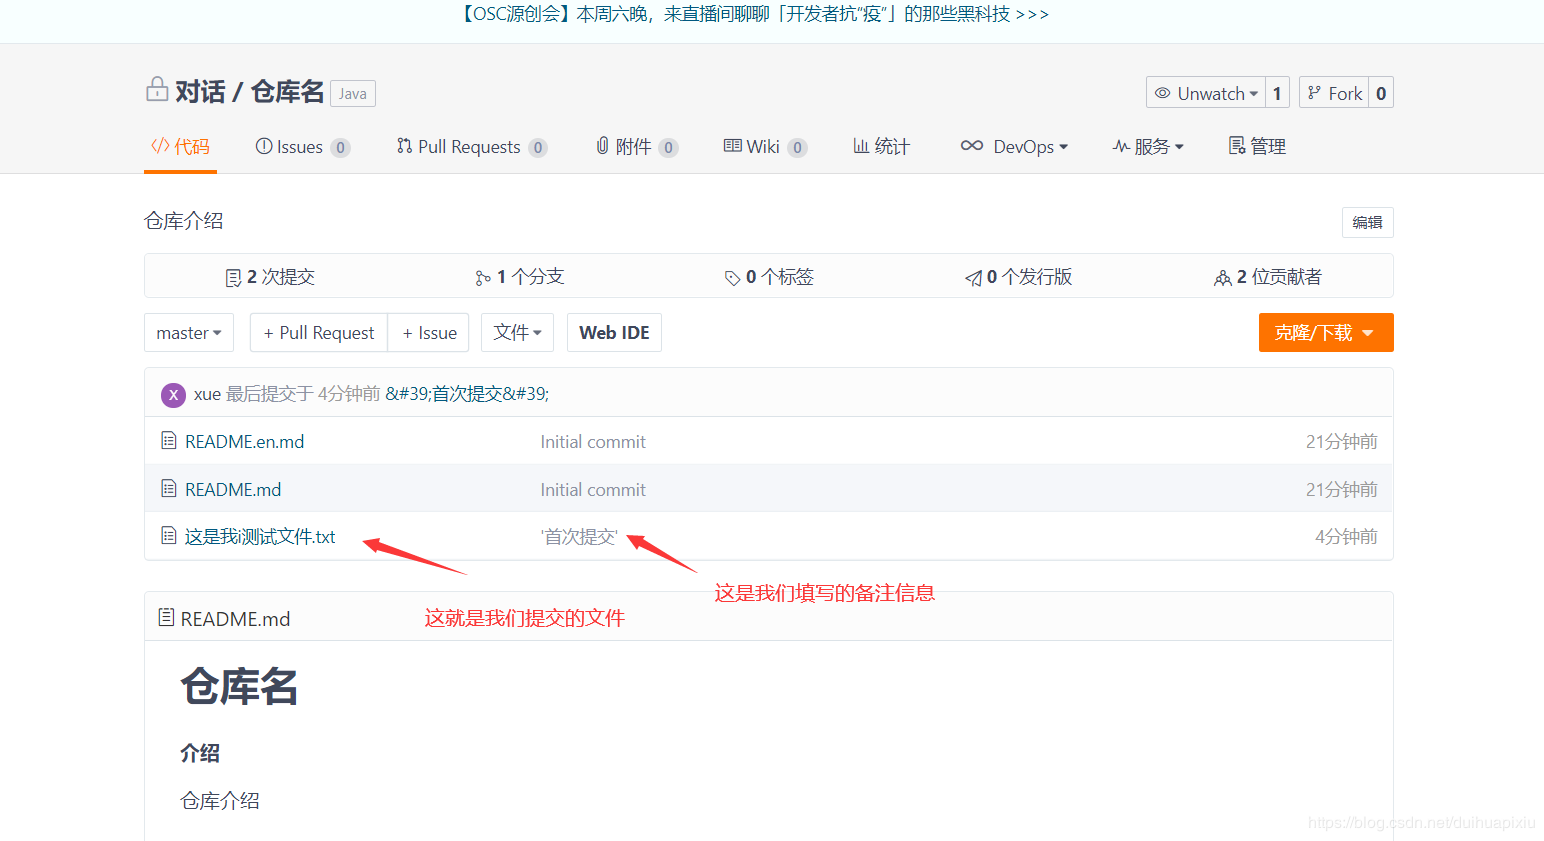 【OSC源创会】本周六晚，来直播间聊聊「开发者抗“疫”」的那些黑科技 >>>
对话 / 仓库名 Java
Unwatch 1 Fork 0
代码 Issues 0 Pull Requests 0 附件 0 Wiki 0 统计 DevOps 服务 管理
仓库介绍
编辑
2 次提交 1 个分支 0 个标签 0 个发行版 2 位贡献者
master + Pull Request + Issue 文件 Web IDE 克隆/下载
X xue 最后提交于 4分钟前 &#39;首次提交&#39;
README.en.md Initial commit 21分钟前
README.md Initial commit 21分钟前
这是我i测试文件.txt '首次提交' 4分钟前
这是我们填写的备注信息
README.md
这就是我们提交的文件
仓库名
介绍
仓库介绍
https://blog.csdn.net/duihuapixiu